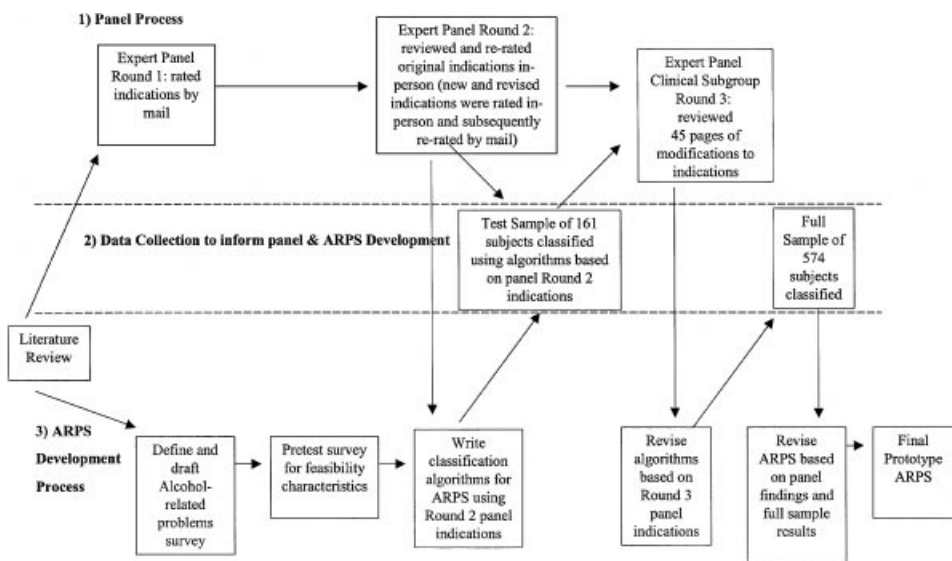 1) Panel Process
Expert Panel
Round 1: rated
indications by
mail
Expert Panel Round 2:
reviewed and re-rated
original indications in-
person (new and revised
indications were rated in-
person and subsequently
re-rated by mail)
Expert Panel
Clinical Subgroup
Round 3:
reviewed
45 pages of
modifications to
indications
2) Data Collection to inform panel & ARPS Development
Test Sample of 161
subjects classified
using algorithms based
on panel Round 2
indications
Full
Sample of
574
subjects
classified
Literature
Review
3) ARPS
Development
Process
Define and
draft
Alcohol-
related
problems
survey
Pretest survey
for feasibility
characteristics
Write
classification
algorithms for
ARPS using
Round 2 panel
indications
Revise
algorithms
based on
Round 3
panel
indications
Revise
ARPS based
on panel
findings and
full sample
results
Final
Prototype
ARPS